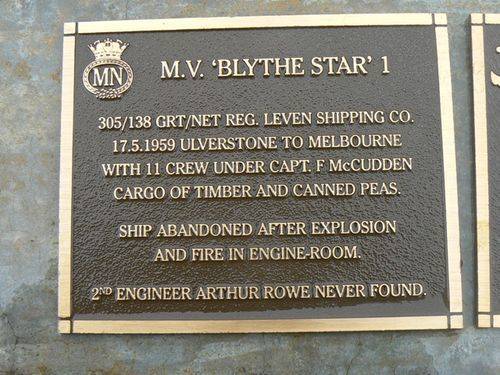 MN
M.V. 'BLYTHE STAR' 1
305/138 GRT/NET REG. LEVEN SHIPPING CO.
17.5.1959 ULVERSTONE TO MELBOURNE
WITH 11 CREW UNDER CAPT. F McCUDDEN
CARGO OF TIMBER AND CANNED PEAS.
SHIP ABANDONED AFTER EXPLOSION
AND FIRE IN ENGINE-ROOM.
2ND ENGINEER ARTHUR ROWE NEVER FOUND.